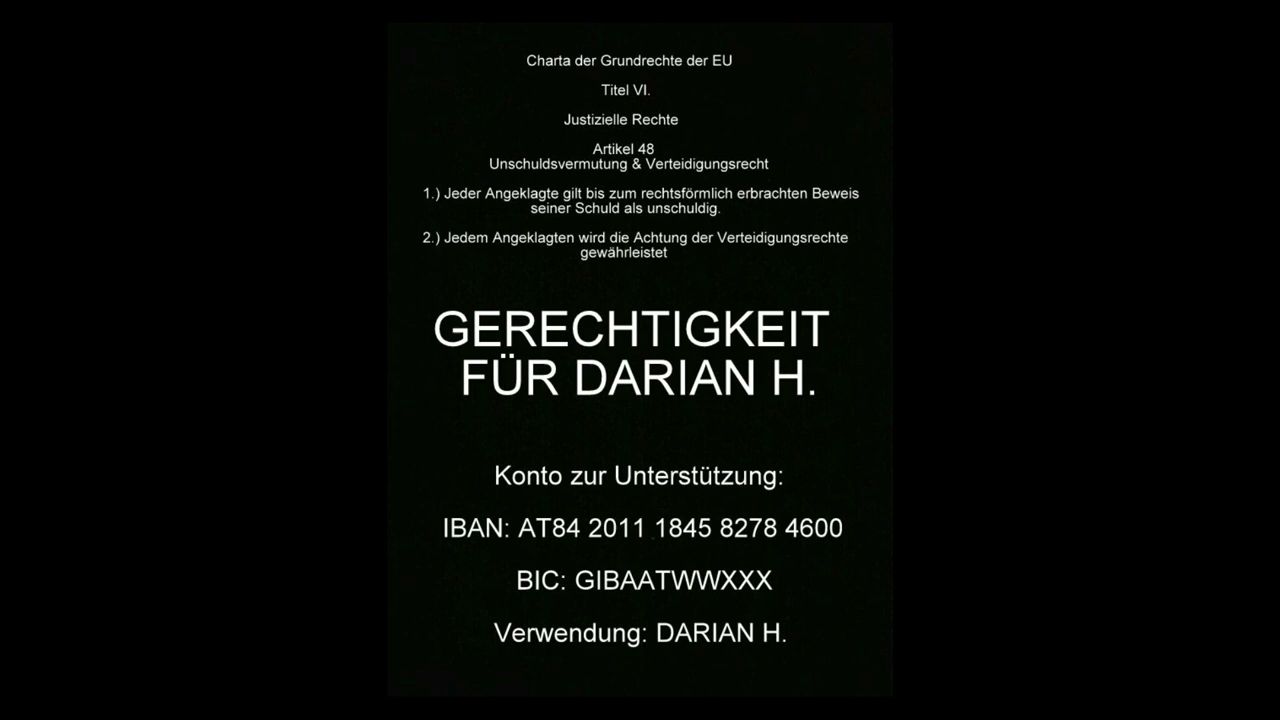 Charta der Grundrechte der EU
Titel VI.
Justizielle Rechte
Artikel 48
Unschuldsvermutung & Verteidigungsrecht
1.) Jeder Angeklagte gilt bis zum rechtsförmlich erbrachten Beweis
seiner Schuld als unschuldig.
2.) Jedem Angeklagten wird die Achtung der Verteidigungsrechte
gewährleistet
GERECHTIGKEIT
FÜR DARIAN H.
Konto zur Unterstützung:
IBAN: AT84 2011 1845 8278 4600
BIC: GIBAATWWXXX
Verwendung: DARIAN H.